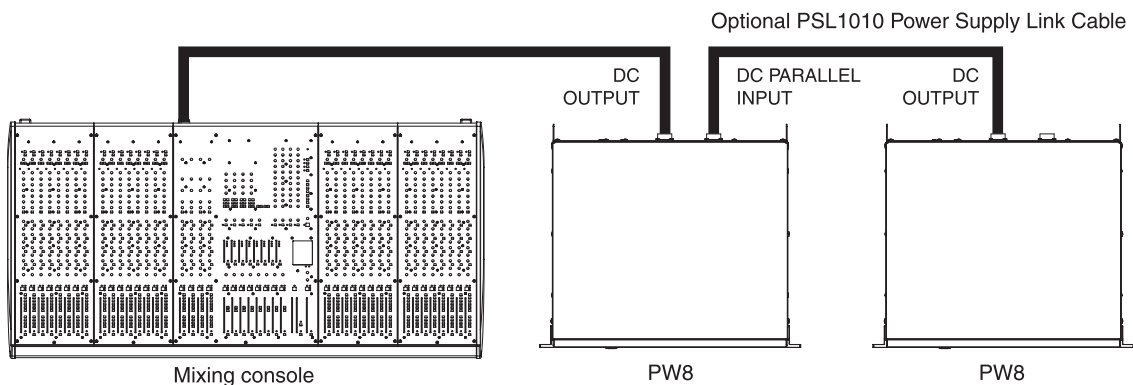 Optional PSL1010 Power Supply Link Cable
DC
OUTPUT
DC PARALLEL
INPUT
DC
OUTPUT
Mixing console
PW8
PW8